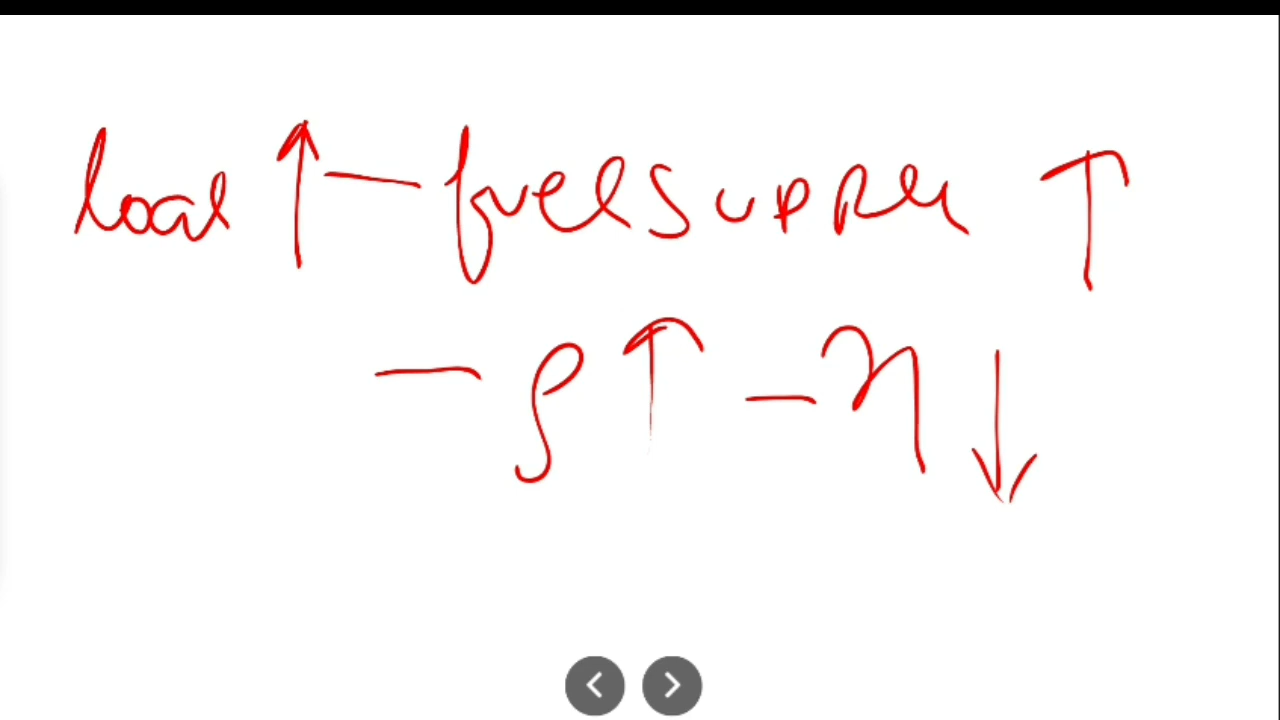 load ↑ — fuel supply ↑
— ρ ↑ — η ↓